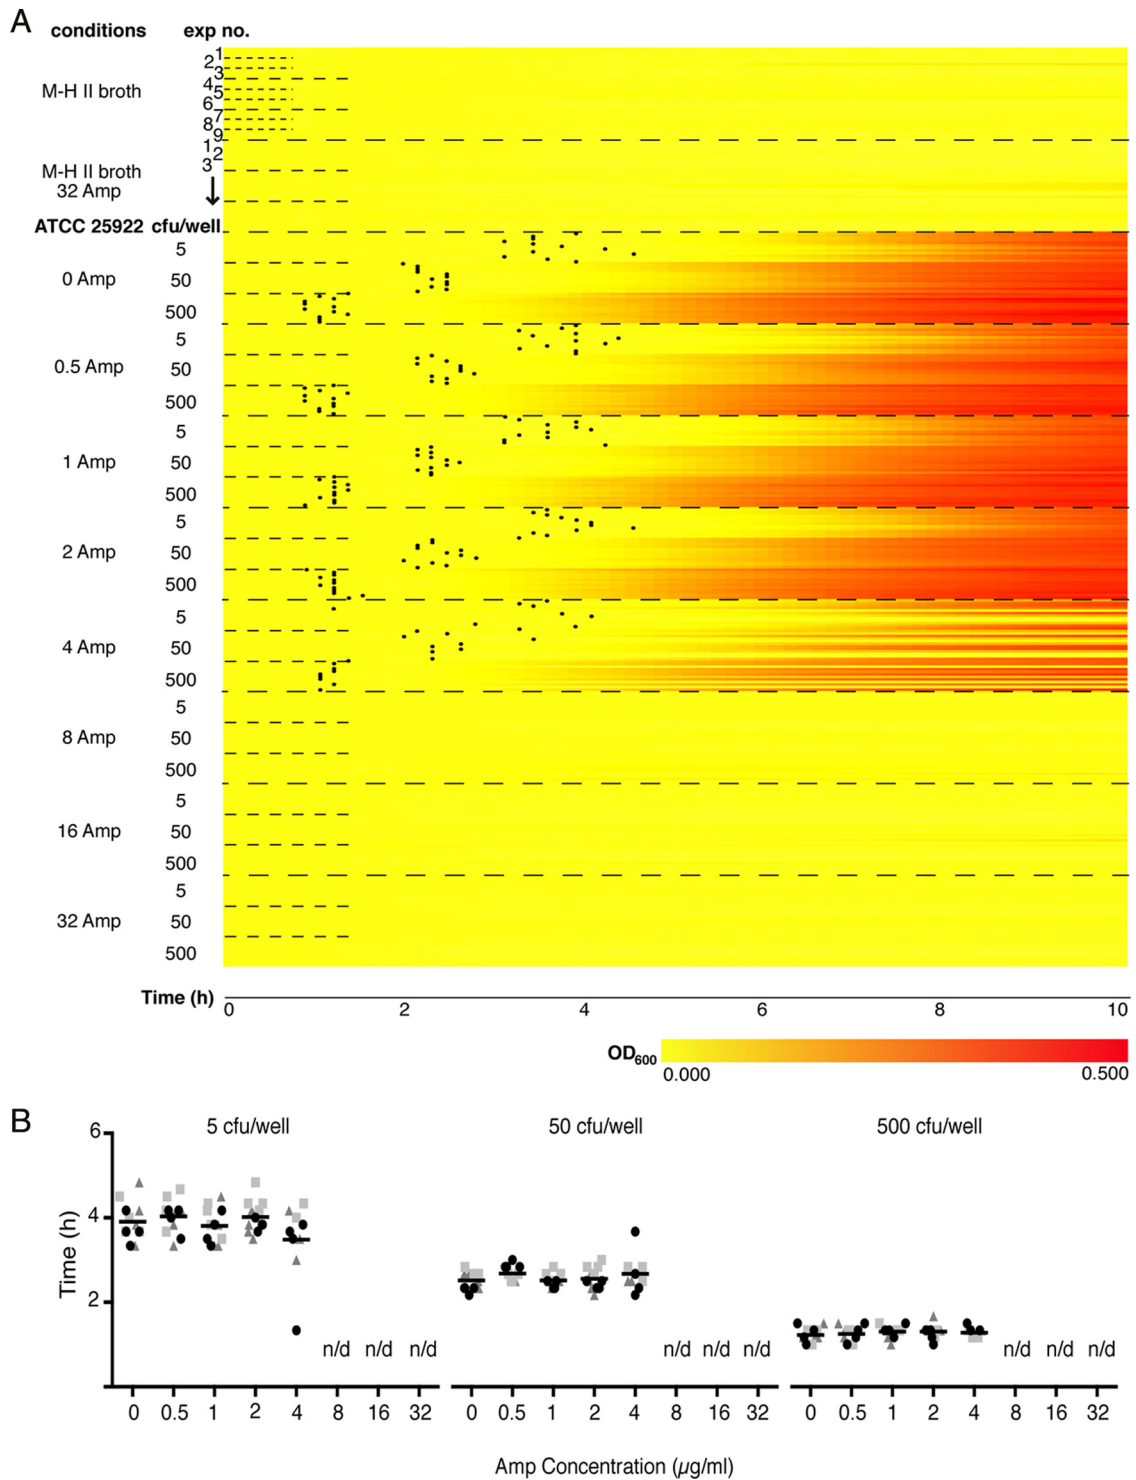 A
conditions exp no.
1
2
3
M-H II broth
4
5
6
7
8
9
1
2
3
M-H II broth
32 Amp
ATCC 25922 cfu/well
5
0 Amp 50
500
5
0.5 Amp 50
500
5
1 Amp 50
500
5
2 Amp 50
500
5
4 Amp 50
500
5
8 Amp 50
500
5
16 Amp 50
500
5
32 Amp 50
500
Time (h) 0 2 4 6 8 10
OD600
0.000 0.500
B
5 cfu/well 50 cfu/well 500 cfu/well
6
4
2
Time (h)
n/d n/d n/d n/d n/d n/d n/d n/d n/d
0 0.5 1 2 4 8 16 32 0 0.5 1 2 4 8 16 32 0 0.5 1 2 4 8 16 32
Amp Concentration (µg/ml)